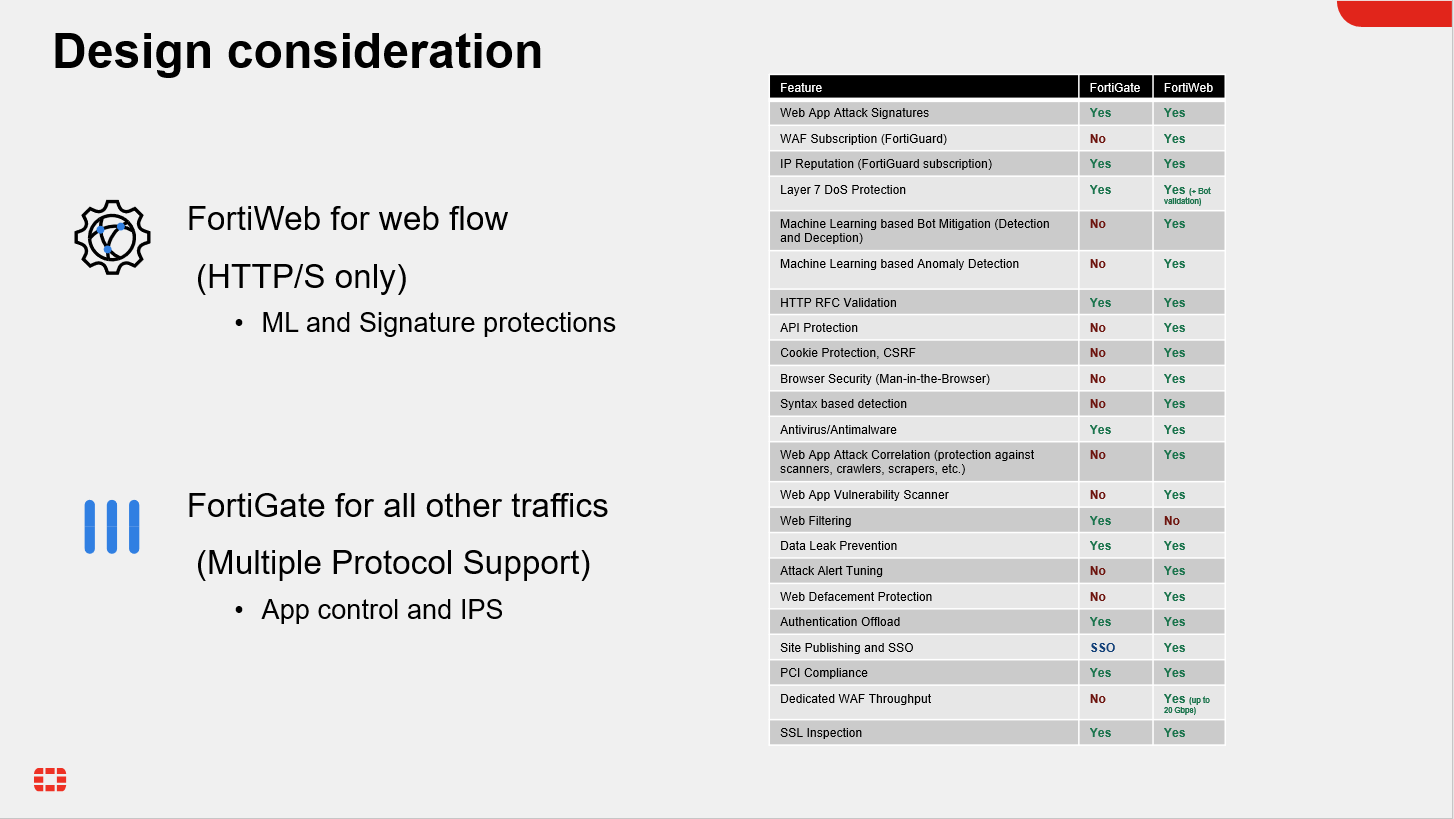 Design consideration
FortiWeb for web flow
(HTTP/S only)
• ML and Signature protections
FortiGate for all other traffics
(Multiple Protocol Support)
• App control and IPS
Feature FortiGate FortiWeb
Web App Attack Signatures Yes Yes
WAF Subscription (FortiGuard) No Yes
IP Reputation (FortiGuard subscription) Yes Yes
Layer 7 DoS Protection Yes Yes (+ Bot
validation)
Machine Learning based Bot Mitigation (Detection No Yes
and Deception)
Machine Learning based Anomaly Detection No Yes
HTTP RFC Validation Yes Yes
API Protection No Yes
Cookie Protection, CSRF No Yes
Browser Security (Man-in-the-Browser) No Yes
Syntax based detection No Yes
Antivirus/Antimalware Yes Yes
Web App Attack Correlation (protection against No Yes
scanners, crawlers, scrapers, etc.)
Web App Vulnerability Scanner No Yes
Web Filtering Yes No
Data Leak Prevention Yes Yes
Attack Alert Tuning No Yes
Web Defacement Protection No Yes
Authentication Offload Yes Yes
Site Publishing and SSO SSO Yes
PCI Compliance Yes Yes
Dedicated WAF Throughput No Yes (up to
20 Gbps)
SSL Inspection Yes Yes